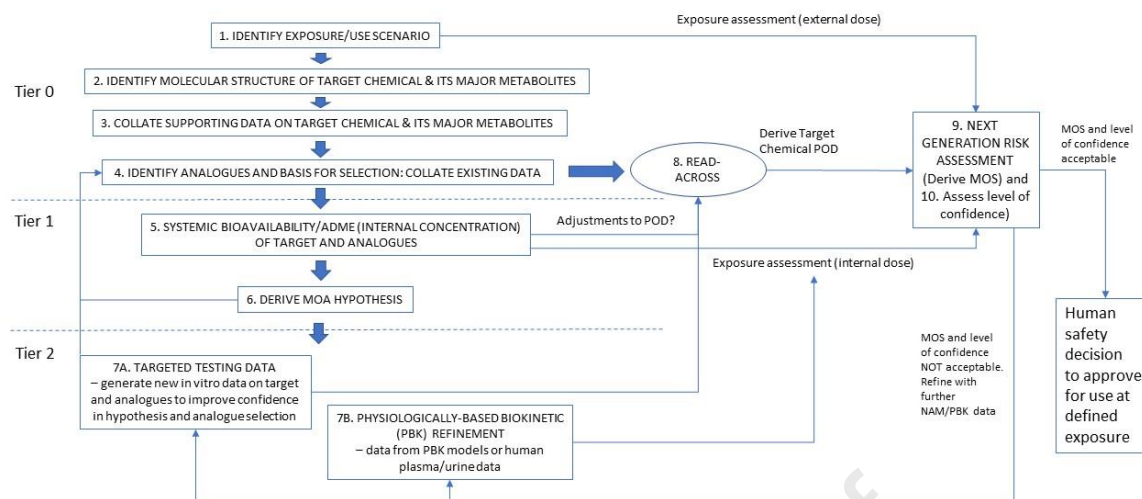 Exposure assessment (external dose)
1. IDENTIFY EXPOSURE/USE SCENARIO
Tier 0
2. IDENTIFY MOLECULAR STRUCTURE OF TARGET CHEMICAL & ITS MAJOR METABOLITES
3. COLLATE SUPPORTING DATA ON TARGET CHEMICAL & ITS MAJOR METABOLITES
4. IDENTIFY ANALOGUES AND BASIS FOR SELECTION: COLLATE EXISTING DATA
8. READ-
ACROSS
Derive Target
Chemical POD
9. NEXT
GENERATION RISK
ASSESSMENT
(Derive MOS) and
10. Assess level of
confidence)
MOS and level
of confidence
acceptable
Tier 1
5. SYSTEMIC BIOAVAILABILITY/ADME (INTERNAL CONCENTRATION)
OF TARGET AND ANALOGUES
Adjustments to POD?
Exposure assessment (internal dose)
6. DERIVE MOA HYPOTHESIS
Tier 2
7A. TARGETED TESTING DATA
– generate new in vitro data on target
and analogues to improve confidence
in hypothesis and analogue selection
7B. PHYSIOLOGICALLY-BASED BIOKINETIC
(PBK) REFINEMENT
– data from PBK models or human
plasma/urine data
MOS and level
of confidence
NOT acceptable.
Refine with
further
NAM/PBK data
Human
safety
decision
to approve
for use at
defined
exposure